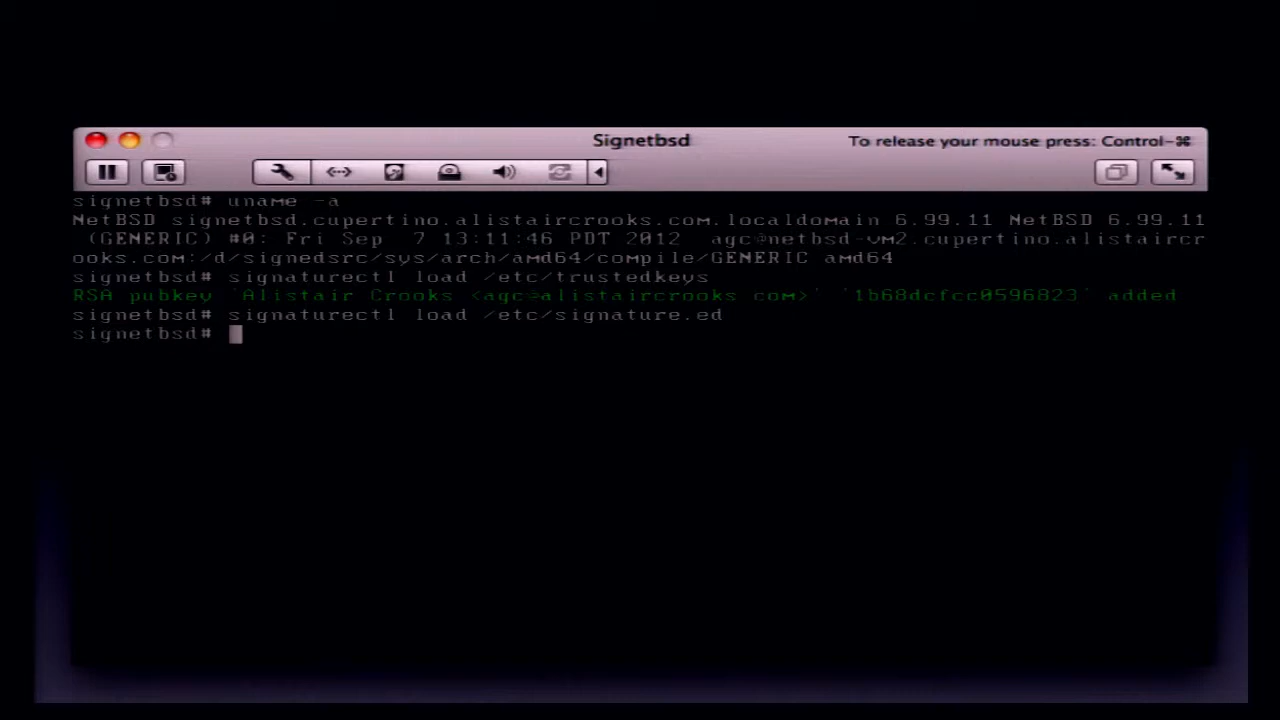 Signetbsd
To release your mouse press: Control-⌘
signetbsd# uname -a
NetBSD signetbsd.cupertino.alistaircrooks.com.localdomain 6.99.11 NetBSD 6.99.11
(GENERIC) #0: Fri Sep  7 13:11:46 PDT 2012  agc@netbsd-vm2.cupertino.alistaircr
ooks.com:/d/signedsrc/sys/arch/amd64/compile/GENERIC amd64
signetbsd# signaturectl load /etc/trustedkeys
RSA pubkey 'Alistair Crooks <agc@alistaircrooks.com>' '1b68dcfcc0596823' added
signetbsd# signaturectl load /etc/signature.ed
signetbsd#